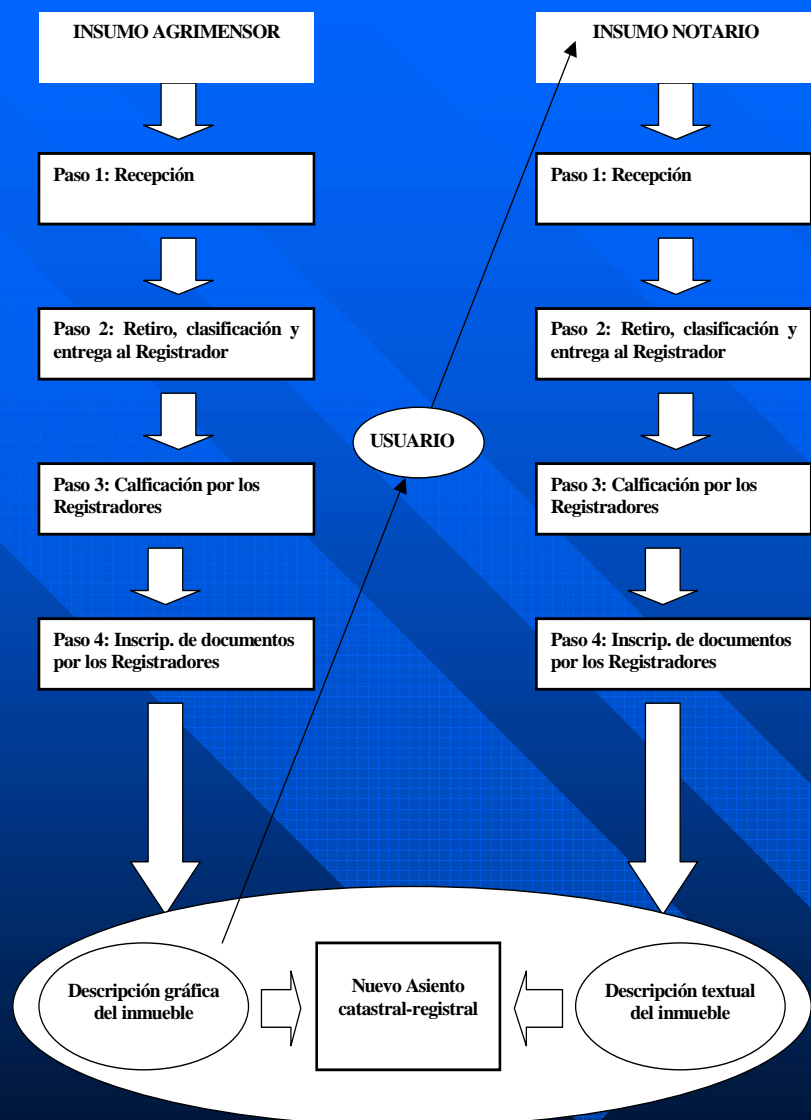 INSUMO AGRIMENSOR
INSUMO NOTARIO
Paso 1: Recepción
Paso 1: Recepción
Paso 2: Retiro, clasificación y
entrega al Registrador
Paso 2: Retiro, clasificación y
entrega al Registrador
USUARIO
Paso 3: Calficación por los
Registradores
Paso 3: Calficación por los
Registradores
Paso 4: Inscrip. de documentos
por los Registradores
Paso 4: Inscrip. de documentos
por los Registradores
Descripción gráfica
del inmueble
Nuevo Asiento
catastral-registral
Descripción textual
del inmueble